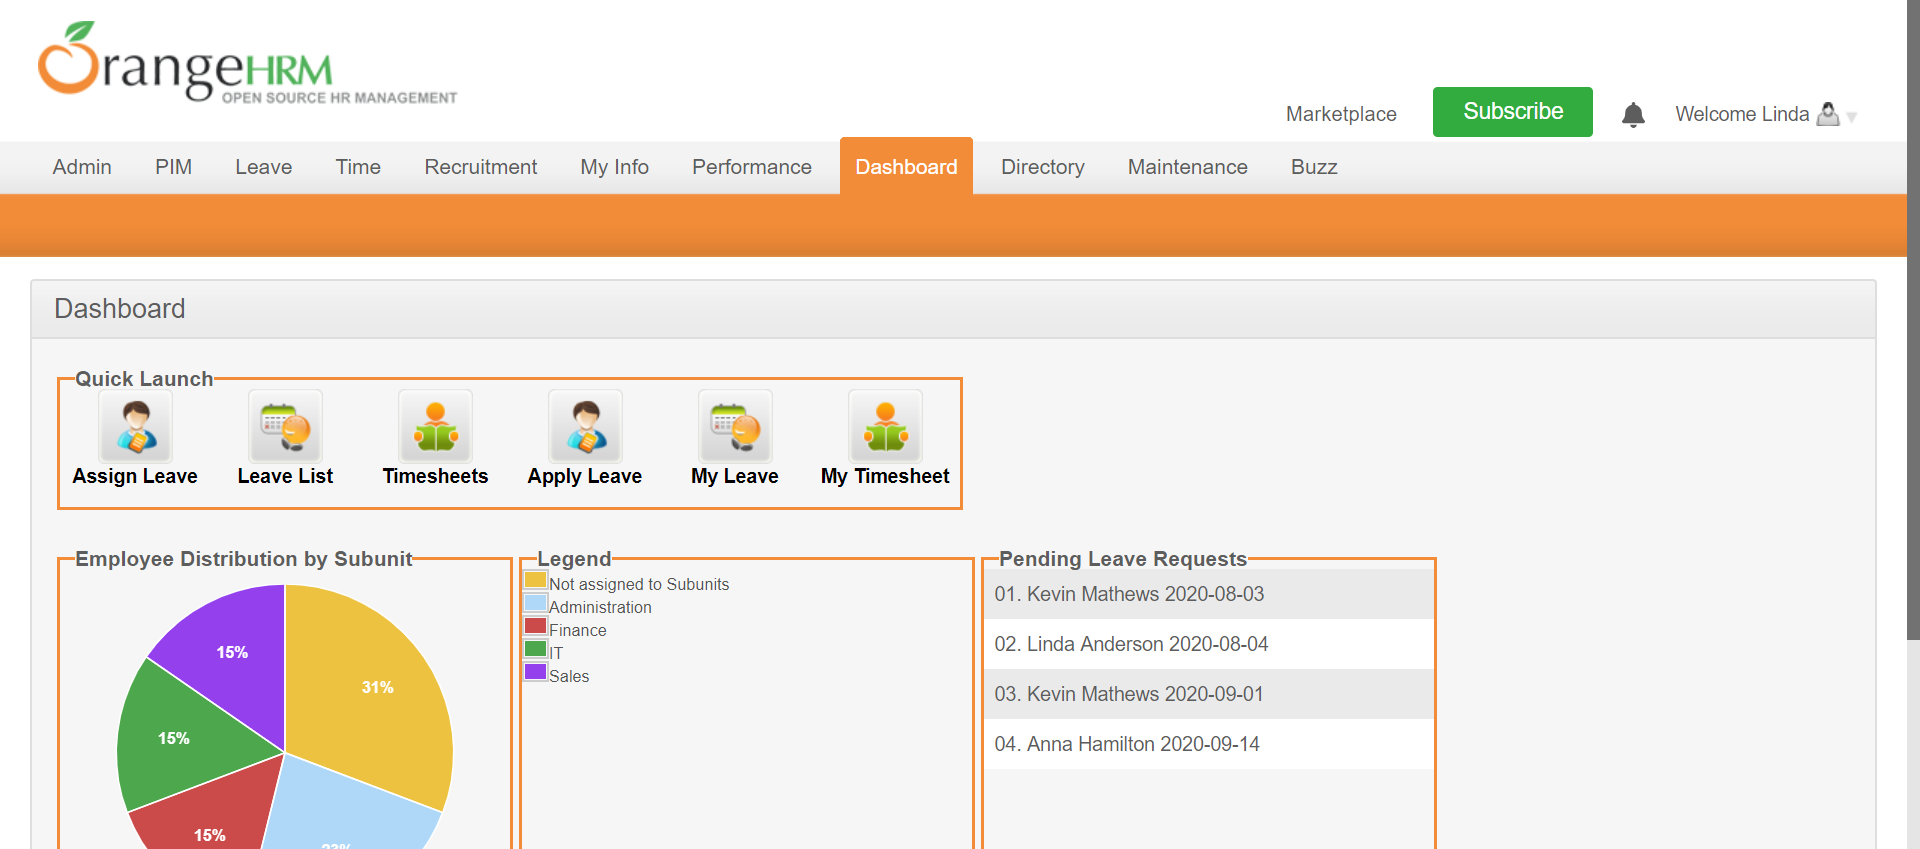 OrangeHRM
OPEN SOURCE HR MANAGEMENT
Marketplace
Subscribe
Welcome Linda
Admin PIM Leave Time Recruitment My Info Performance Dashboard Directory Maintenance Buzz
Dashboard
Quick Launch
Assign Leave Leave List Timesheets Apply Leave My Leave My Timesheet
Employee Distribution by Subunit
31%
15%
15%
15%
23%
Legend
Not assigned to Subunits
Administration
Finance
IT
Sales
Pending Leave Requests
01. Kevin Mathews 2020-08-03
02. Linda Anderson 2020-08-04
03. Kevin Mathews 2020-09-01
04. Anna Hamilton 2020-09-14